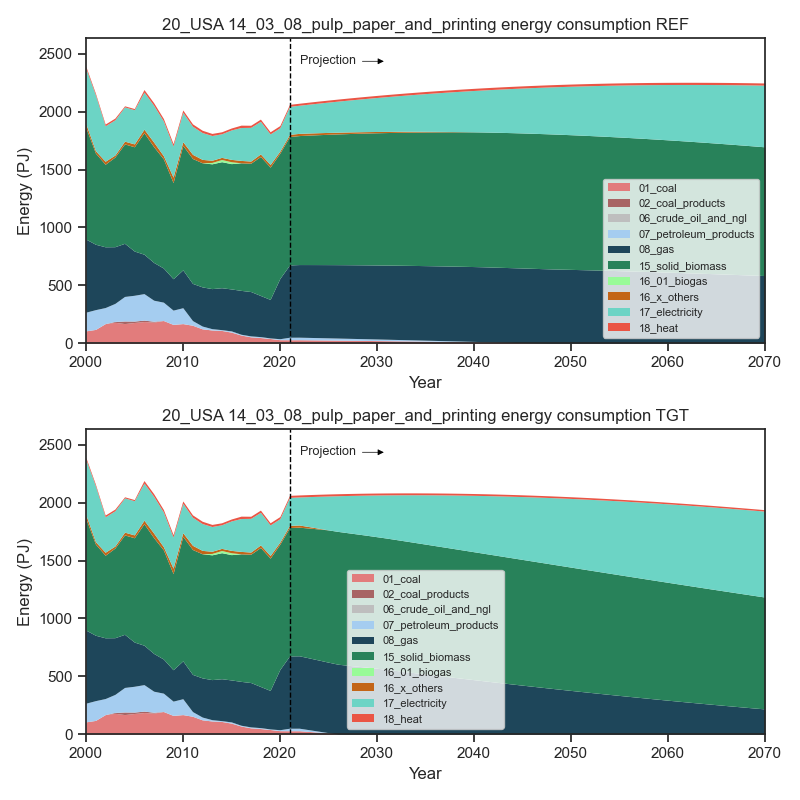 20_USA 14_03_08_pulp_paper_and_printing energy consumption REF
2500
2000
1500
1000
500
0
Energy (PJ)
Projection
01_coal
02_coal_products
06_crude_oil_and_ngl
07_petroleum_products
08_gas
15_solid_biomass
16_01_biogas
16_x_others
17_electricity
18_heat
2000 2010 2020 2030 2040 2050 2060 2070
Year
20_USA 14_03_08_pulp_paper_and_printing energy consumption TGT
2500
2000
1500
1000
500
0
Energy (PJ)
Projection
01_coal
02_coal_products
06_crude_oil_and_ngl
07_petroleum_products
08_gas
15_solid_biomass
16_01_biogas
16_x_others
17_electricity
18_heat
2000 2010 2020 2030 2040 2050 2060 2070
Year